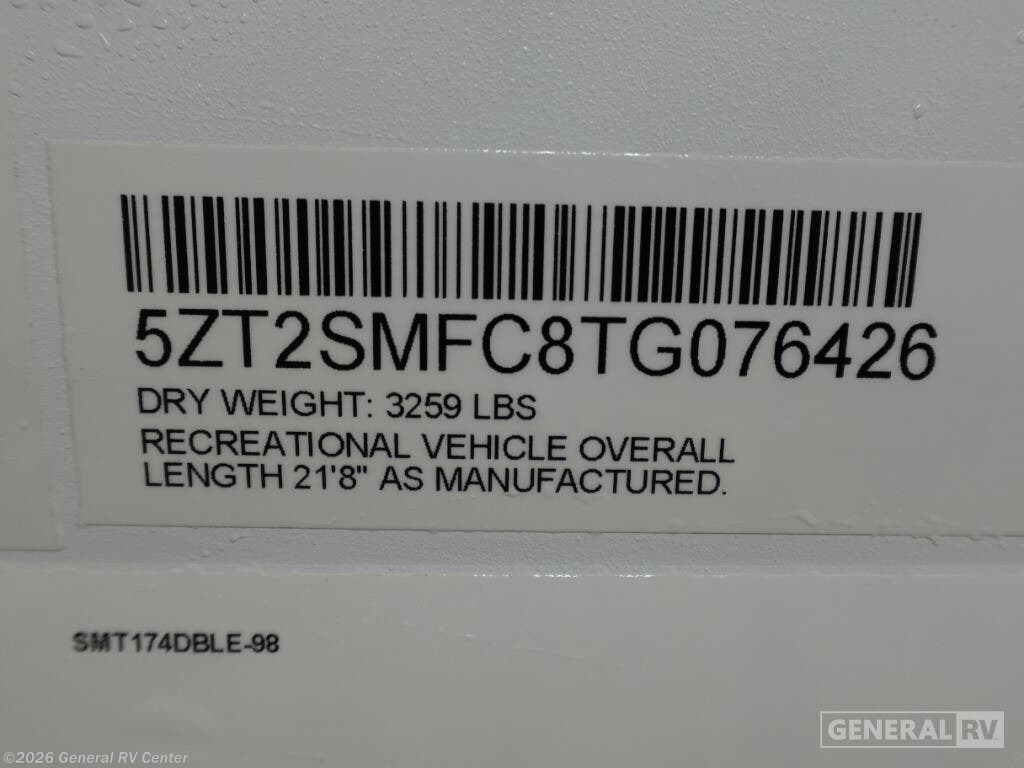 5ZT2SMFC8TG076426
DRY WEIGHT: 3259 LBS
RECREATIONAL VEHICLE OVERALL
LENGTH 21'8" AS MANUFACTURED.
SMT174DBLE-98
GENERAL RV
©2026 General RV Center